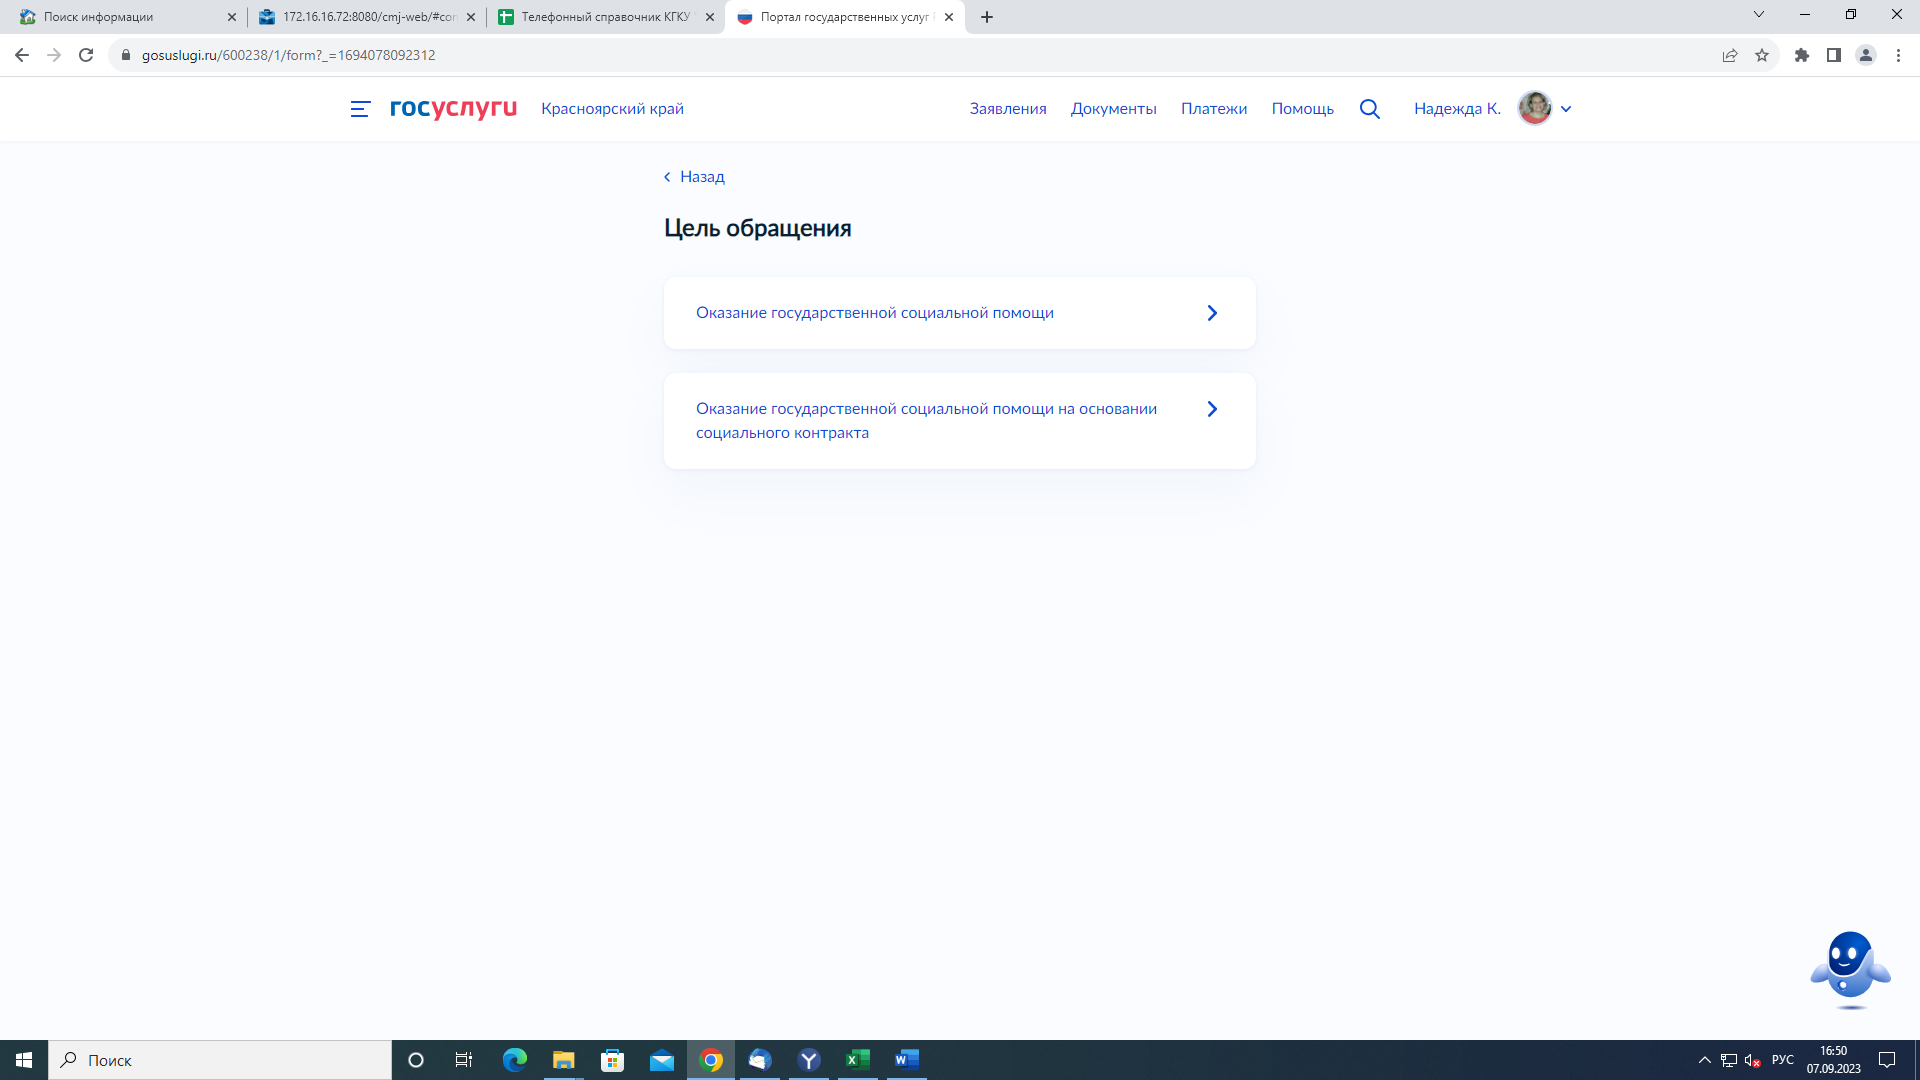 Поиск информации
172.16.16.72:8080/cmj-web/#con
Телефонный справочник КГКУ
Портал государственных услуг
gosuslugi.ru/600238/1/form?_=1694078092312
госуслуги
Красноярский край
Заявления
Документы
Платежи
Помощь
Надежда К.
Назад
Цель обращения
Оказание государственной социальной помощи
Оказание государственной социальной помощи на основании
социального контракта
Поиск
РУС
16:50
07.09.2023